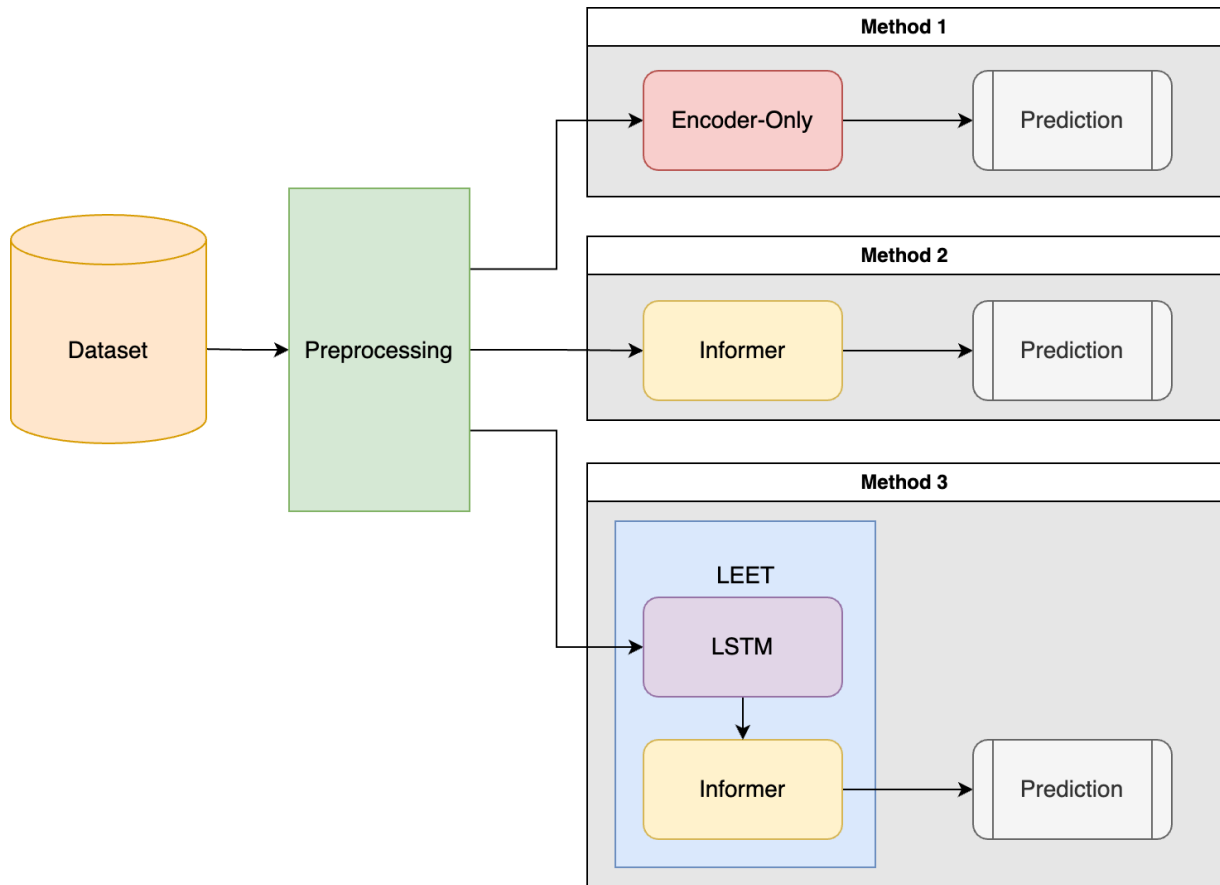 Method 1
Encoder-Only
Prediction
Method 2
Dataset
Preprocessing
Informer
Prediction
Method 3
LEET
LSTM
Informer
Prediction